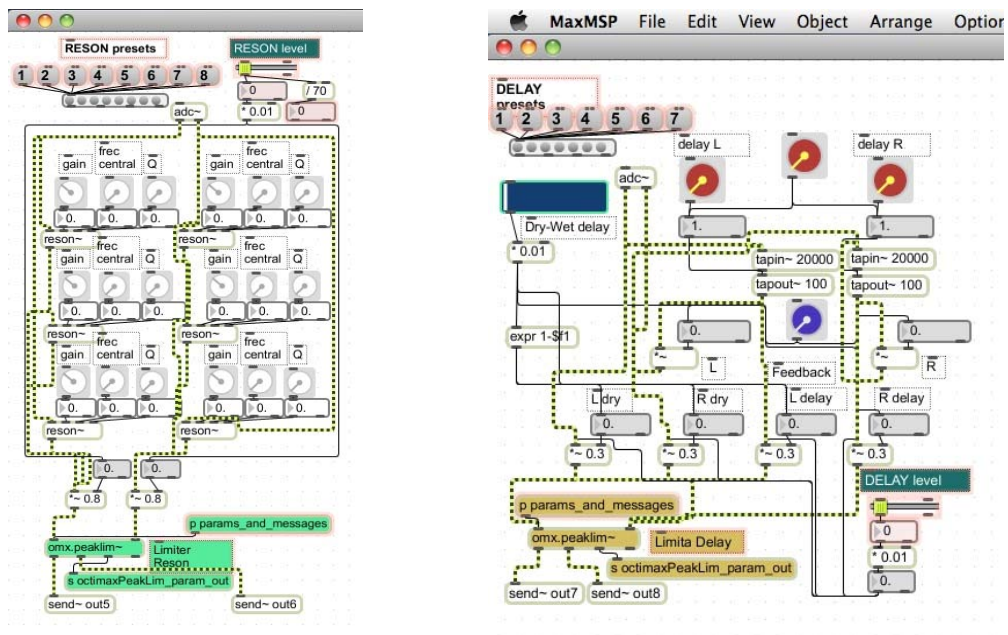 RESON presets
RESON level
1 2 3 4 5 6 7 8
0
/ 70
adc~
* 0.01
0
gain
frec central
Q
gain
frec central
Q
0. 0. 0. 0. 0. 0.
reson~
reson~
gain
frec central
Q
gain
frec central
Q
0. 0. 0. 0. 0. 0.
reson~
reson~
gain
frec central
Q
gain
frec central
Q
0. 0. 0. 0. 0. 0.
reson~
reson~
0. 0.
*~ 0.8
*~ 0.8
p params_and_messages
omx.peaklim~
Limiter
Reson
s octimaxPeakLim_param_out
send~ out5
send~ out6
MaxMSP File Edit View Object Arrange Option
DELAY
presets
1 2 3 4 5 6 7
delay L
delay R
adc~
Dry-Wet delay
1.
1.
* 0.01
tapin~ 20000
tapin~ 20000
tapout~ 100
tapout~ 100
expr 1-$f1
0.
0.
*~
*~
L
R
Feedback
L dry
R dry
L delay
R delay
0. 0. 0. 0.
*~ 0.3
*~ 0.3
*~ 0.3
*~ 0.3
DELAY level
p params_and_messages
0
omx.peaklim~
Limita Delay
* 0.01
s octimaxPeakLim_param_out
0.
send~ out7
send~ out8